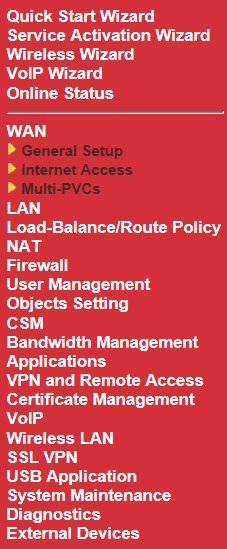 Quick Start Wizard
Service Activation Wizard
Wireless Wizard
VoIP Wizard
Online Status
WAN
General Setup
Internet Access
Multi-PVCs
LAN
Load-Balance/Route Policy
NAT
Firewall
User Management
Objects Setting
CSM
Bandwidth Management
Applications
VPN and Remote Access
Certificate Management
VoIP
Wireless LAN
SSL VPN
USB Application
System Maintenance
Diagnostics
External Devices